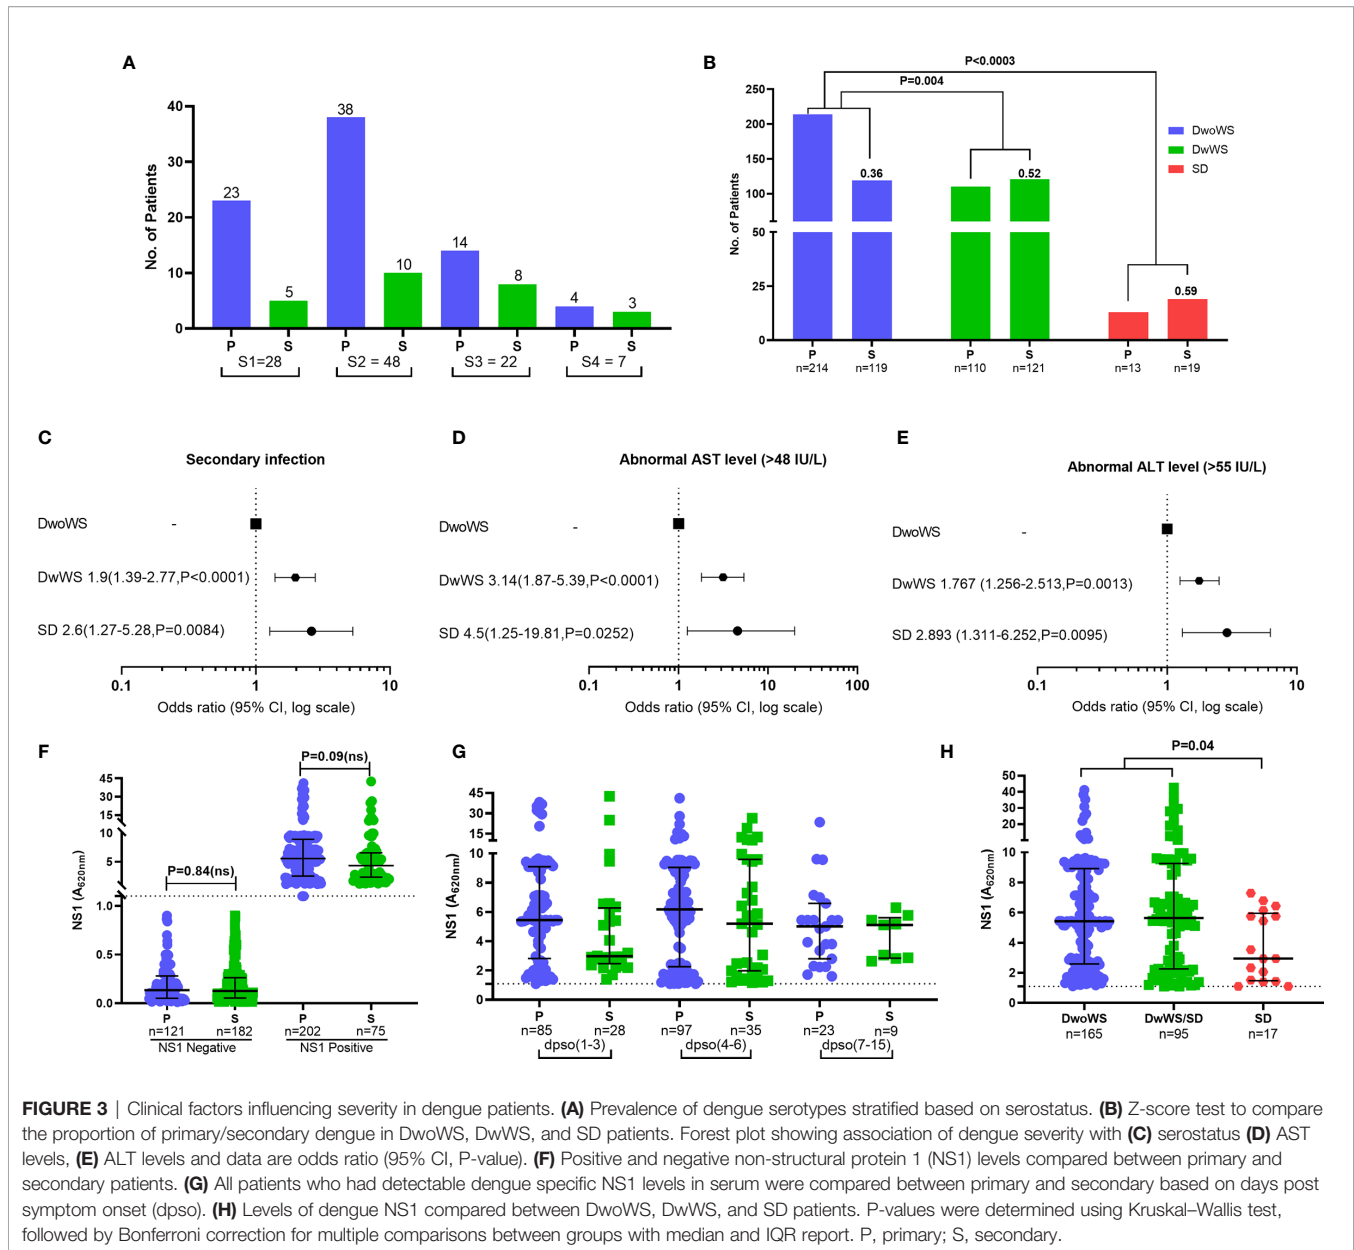 A
No. of Patients
40
30
20
10
0
23
5
38
10
14
8
4
3
P S P S P S P S
S1=28 S2 = 48 S3 = 22 S4 = 7
B
P<0.0003
P=0.004
No. of Patients
250
200
150
100
50
25
0
0.36
0.52
0.59
DwoWS
DwWS
SD
P S P S P S
n=214 n=119 n=110 n=121 n=13 n=19
C
Secondary infection
DwoWS -
DwWS 1.9(1.39-2.77,P<0.0001)
SD 2.6(1.27-5.28,P=0.0084)
0.1 1 10
Odds ratio (95% CI, log scale)
D
Abnormal AST level (>48 IU/L)
DwoWS -
DwWS 3.14(1.87-5.39,P<0.0001)
SD 4.5(1.25-19.81,P=0.0252)
0.1 1 10 100
Odds ratio (95% CI, log scale)
E
Abnormal ALT level (>55 IU/L)
DwoWS -
DwWS 1.767 (1.256-2.513,P=0.0013)
SD 2.893 (1.311-6.252,P=0.0095)
0.1 1 10
Odds ratio (95% CI, log scale)
F
P=0.09(ns)
P=0.84(ns)
NS1 (A620nm)
45
30
15
10
5
1.0
0.5
0.0
P S P S
n=121 n=182 n=202 n=75
NS1 Negative NS1 Positive
G
NS1 (A620nm)
45
30
15
10
8
6
4
2
0
P S P S P S
n=85 n=28 n=97 n=35 n=23 n=9
dpso(1-3) dpso(4-6) dpso(7-15)
H
P=0.04
NS1 (A620nm)
50
40
30
20
10
8
6
4
2
0
DwoWS DwWS/SD SD
n=165 n=95 n=17
FIGURE 3 | Clinical factors influencing severity in dengue patients. (A) Prevalence of dengue serotypes stratified based on serostatus. (B) Z-score test to compare
the proportion of primary/secondary dengue in DwoWS, DwWS, and SD patients. Forest plot showing association of dengue severity with (C) serostatus (D) AST
levels, (E) ALT levels and data are odds ratio (95% CI, P-value). (F) Positive and negative non-structural protein 1 (NS1) levels compared between primary and
secondary patients. (G) All patients who had detectable dengue specific NS1 levels in serum were compared between primary and secondary based on days post
symptom onset (dpso). (H) Levels of dengue NS1 compared between DwoWS, DwWS, and SD patients. P-values were determined using Kruskal–Wallis test,
followed by Bonferroni correction for multiple comparisons between groups with median and IQR report. P, primary; S, secondary.